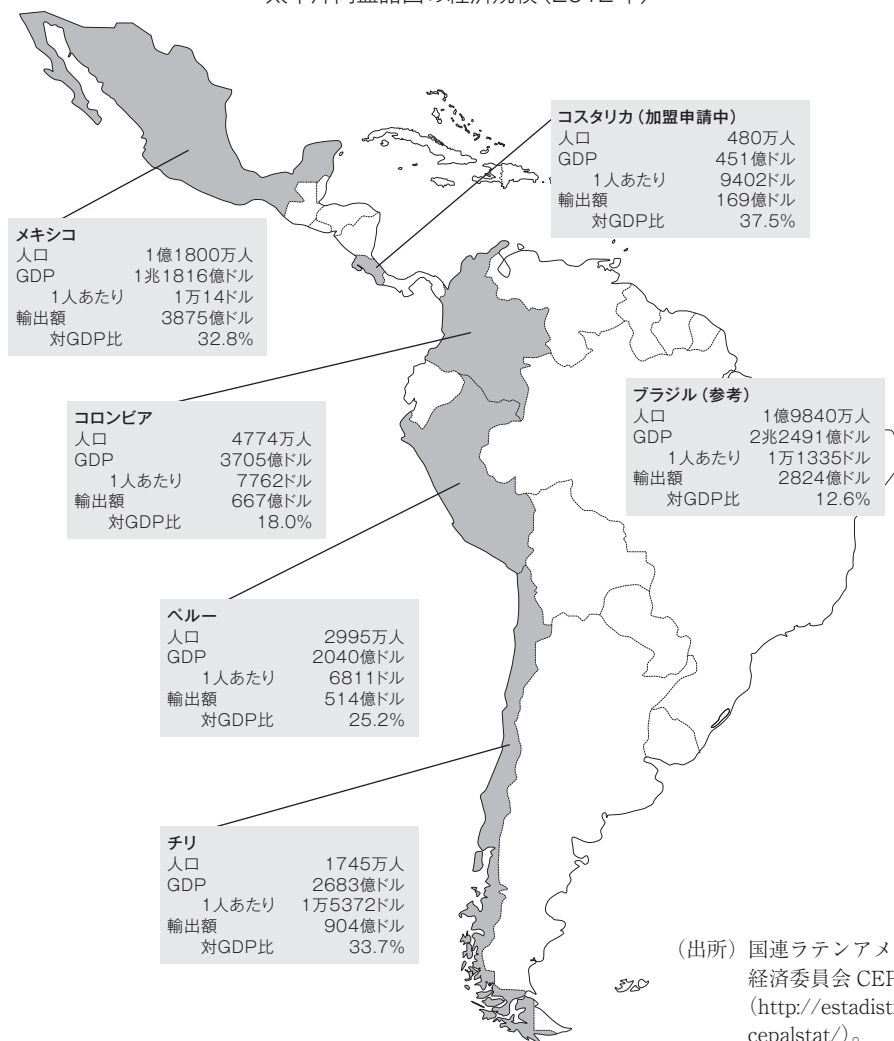 コスタリカ（加盟申請中）
人口 480万人
GDP 451億ドル
1人あたり 9402ドル
輸出額 169億ドル
対GDP比 37.5%
メキシコ
人口 1億1800万人
GDP 1兆1816億ドル
1人あたり 1万14ドル
輸出額 3875億ドル
対GDP比 32.8%
コロンビア
人口 4774万人
GDP 3705億ドル
1人あたり 7762ドル
輸出額 667億ドル
対GDP比 18.0%
ブラジル（参考）
人口 1億9840万人
GDP 2兆2491億ドル
1人あたり 1万1335ドル
輸出額 2824億ドル
対GDP比 12.6%
ペルー
人口 2995万人
GDP 2040億ドル
1人あたり 6811ドル
輸出額 514億ドル
対GDP比 25.2%
チリ
人口 1745万人
GDP 2683億ドル
1人あたり 1万5372ドル
輸出額 904億ドル
対GDP比 33.7%
（出所）国連ラテンアメ
経済委員会 CEP
（http://estadist
cepalstat/）。